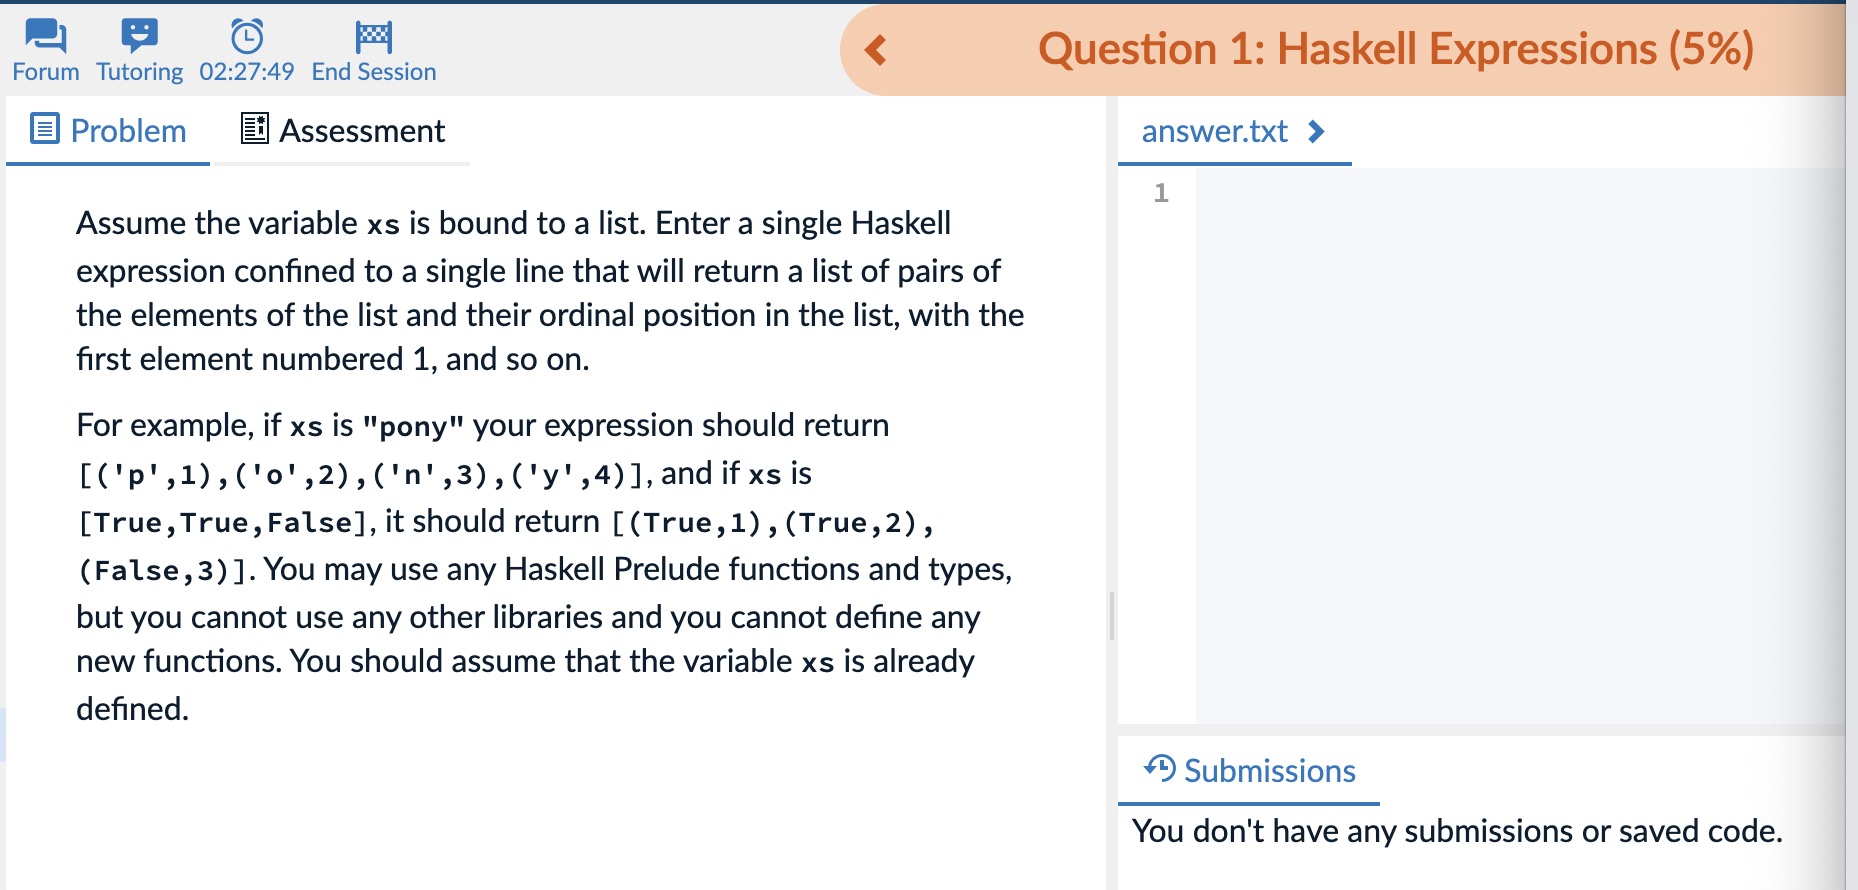 Forum Tutoring 02:27:49 End Session
Question 1: Haskell Expressions (5%)
Problem Assessment
Assume the variable xs is bound to a list. Enter a single Haskell
expression confined to a single line that will return a list of pairs of
the elements of the list and their ordinal position in the list, with the
first element numbered 1, and so on.
For example, if xs is "pony" your expression should return
[('p',1),('o',2),('n',3),('y',4)], and if xs is
[True,True,False], it should return [(True,1),(True,2),
(False,3)]. You may use any Haskell Prelude functions and types,
but you cannot use any other libraries and you cannot define any
new functions. You should assume that the variable xs is already
defined.
answer.txt
1
Submissions
You don't have any submissions or saved code.